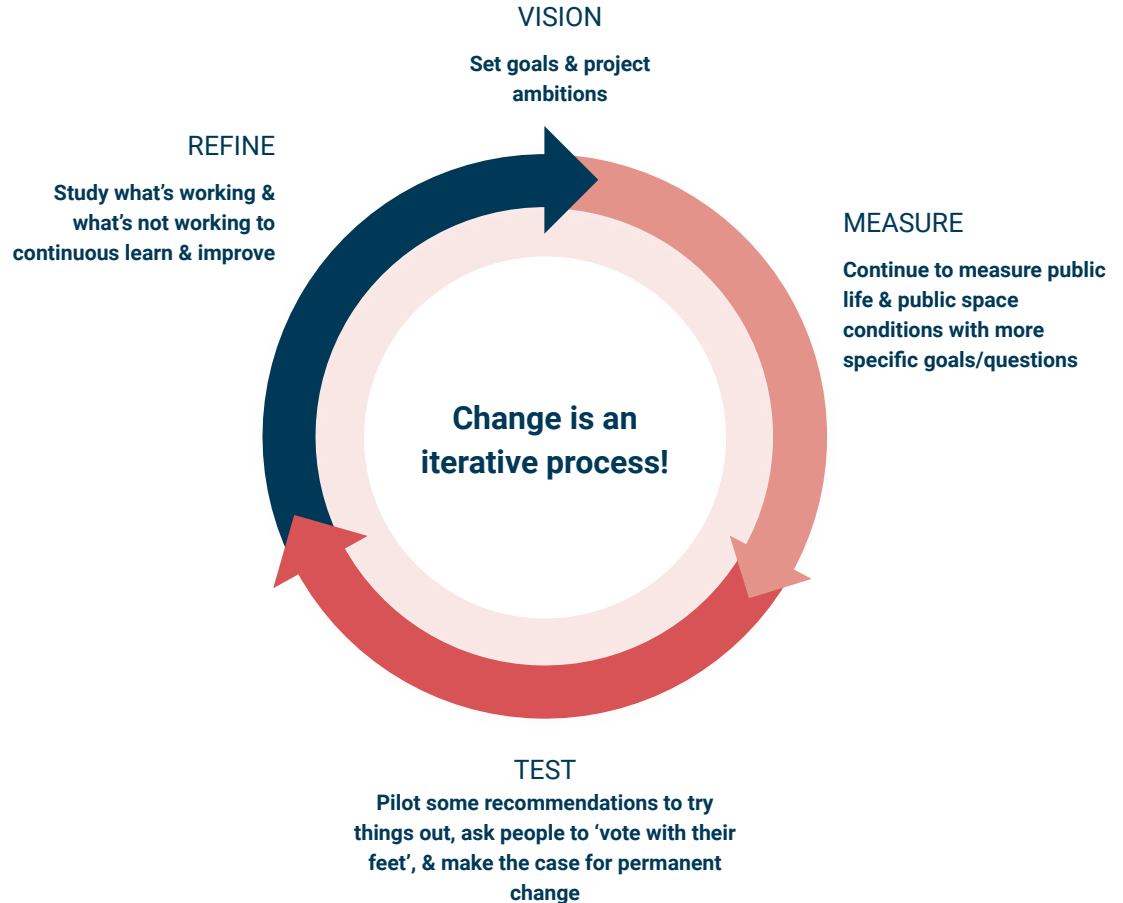 VISION
Set goals & project
ambitions
REFINE
Study what’s working &
what’s not working to
continuous learn & improve
MEASURE
Continue to measure public
life & public space
conditions with more
specific goals/questions
Change is an
iterative process!
TEST
Pilot some recommendations to try
things out, ask people to ‘vote with their
feet’, & make the case for permanent
change